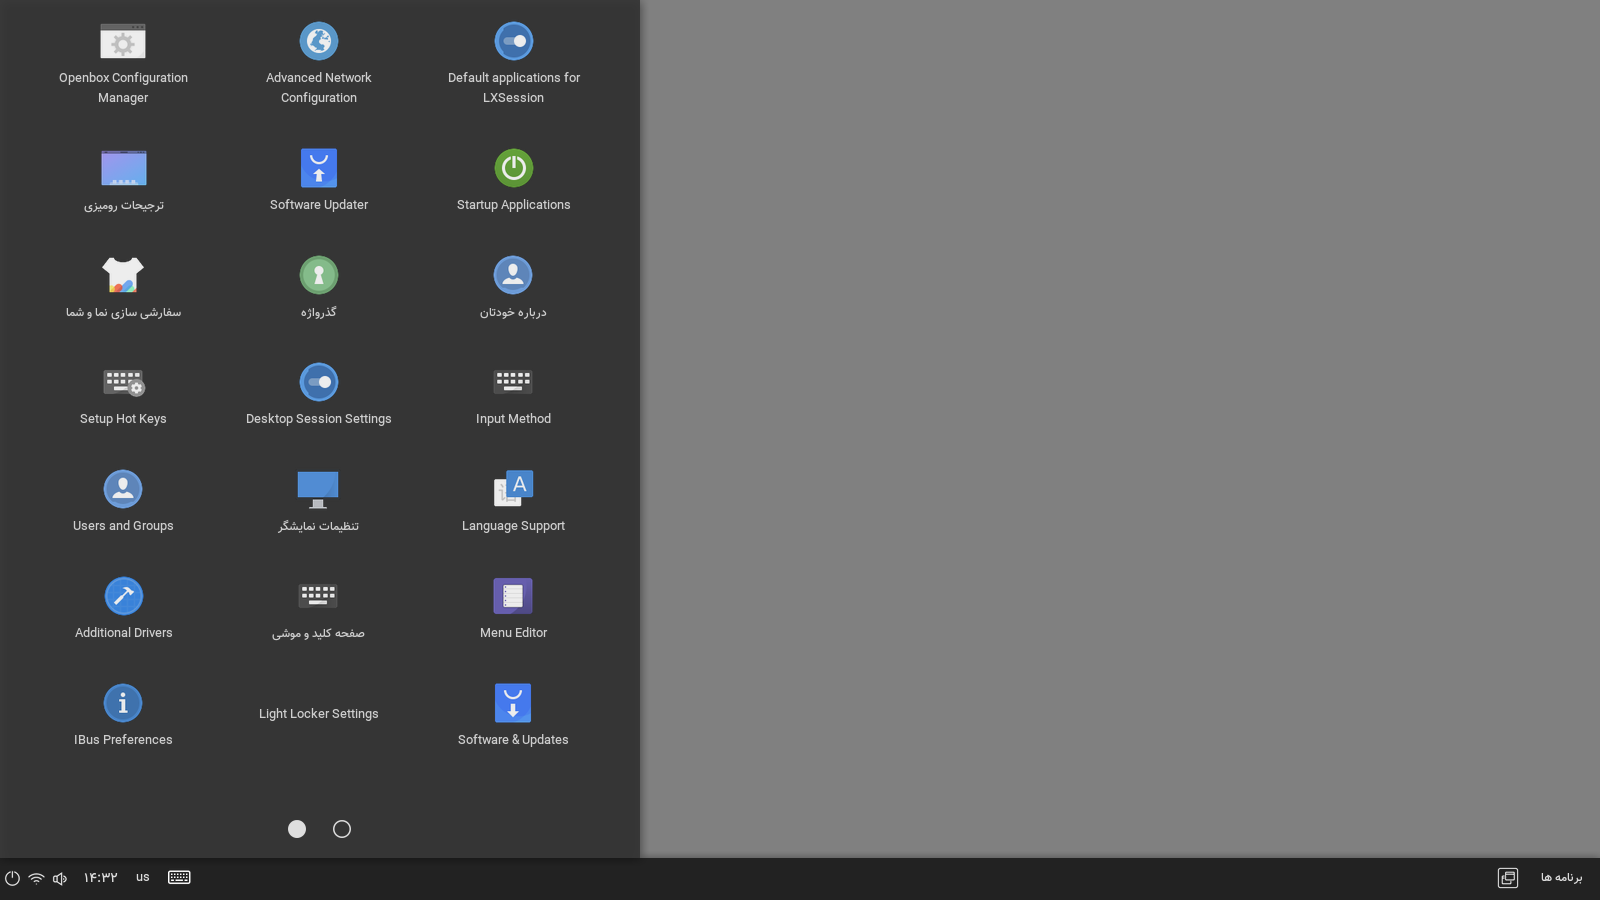 Openbox Configuration
Manager
Advanced Network
Configuration
Default applications for
LXSession
ترجیحات رومیزی
Software Updater
Startup Applications
سفارشی سازی نما و شما
گذرواژه
درباره خودتان
Setup Hot Keys
Desktop Session Settings
Input Method
Users and Groups
تنظیمات نمایشگر
Language Support
Additional Drivers
صفحه کلید و موشی
Menu Editor
IBus Preferences
Light Locker Settings
Software & Updates
۱۴:۳۲
us
برنامه ها